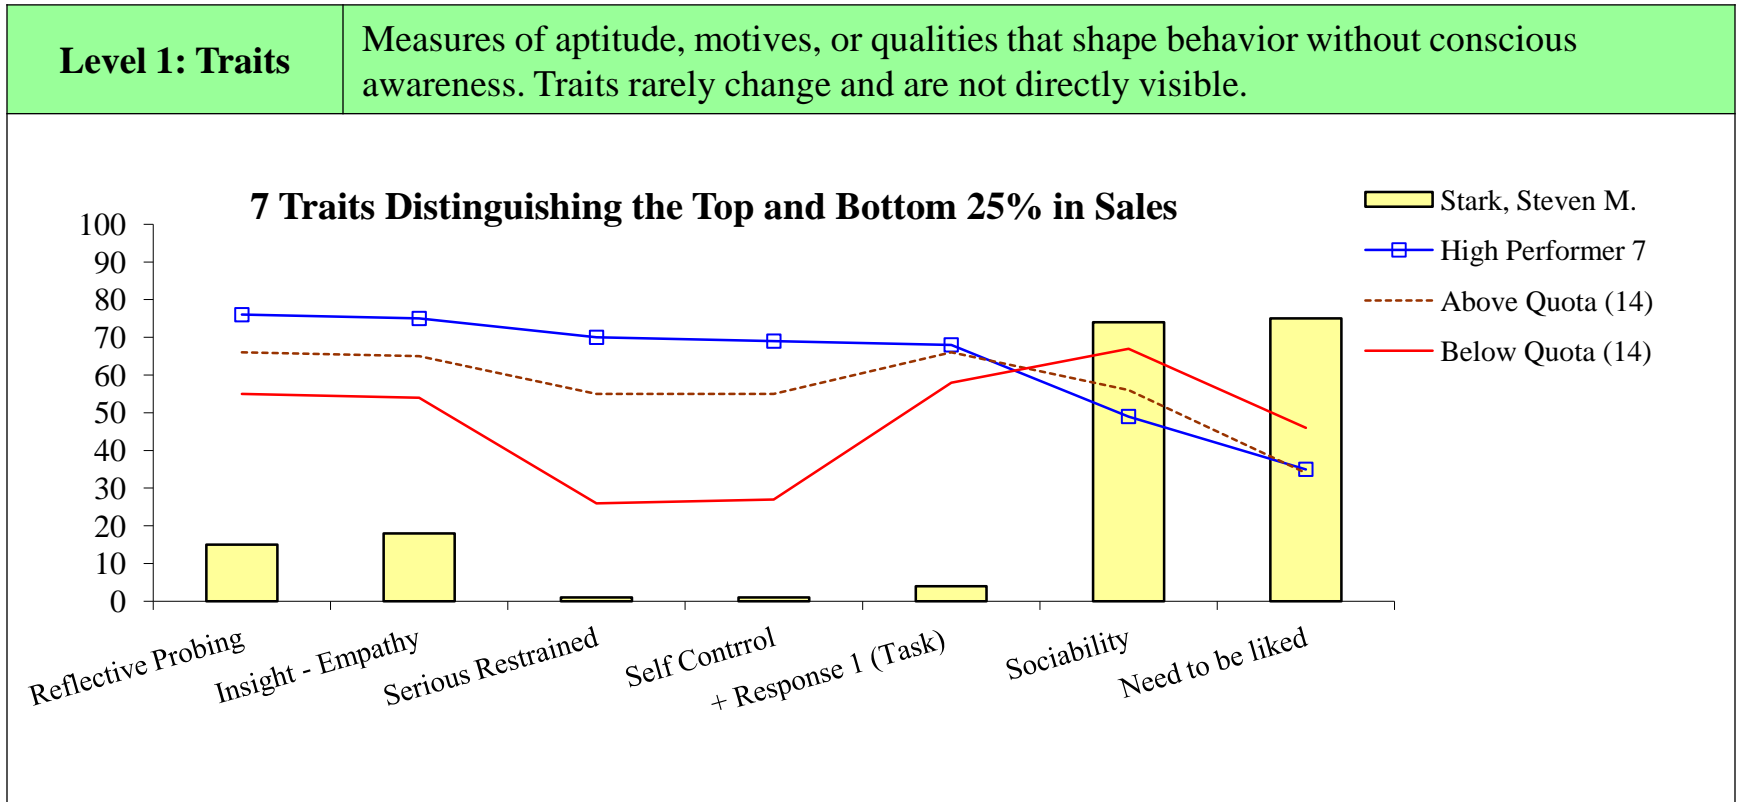 Level 1: Traits
Measures of aptitude, motives, or qualities that shape behavior without conscious
awareness. Traits rarely change and are not directly visible.
7 Traits Distinguishing the Top and Bottom 25% in Sales
100
90
80
70
60
50
40
30
20
10
0
Reflective Probing
Insight - Empathy
Serious Restrained
Self Contrrol
+ Response 1 (Task)
Sociability
Need to be liked
Stark, Steven M.
High Performer 7
Above Quota (14)
Below Quota (14)